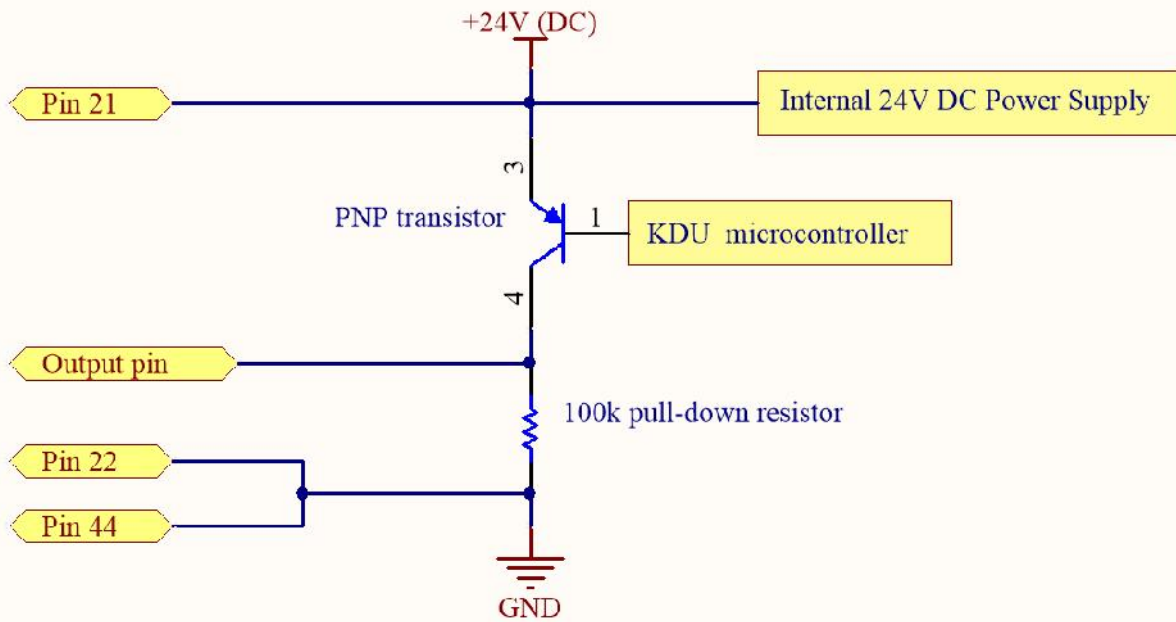 +24V (DC)
Pin 21
Internal 24V DC Power Supply
3
PNP transistor
1
KDU microcontroller
4
Output pin
100k pull-down resistor
Pin 22
Pin 44
GND